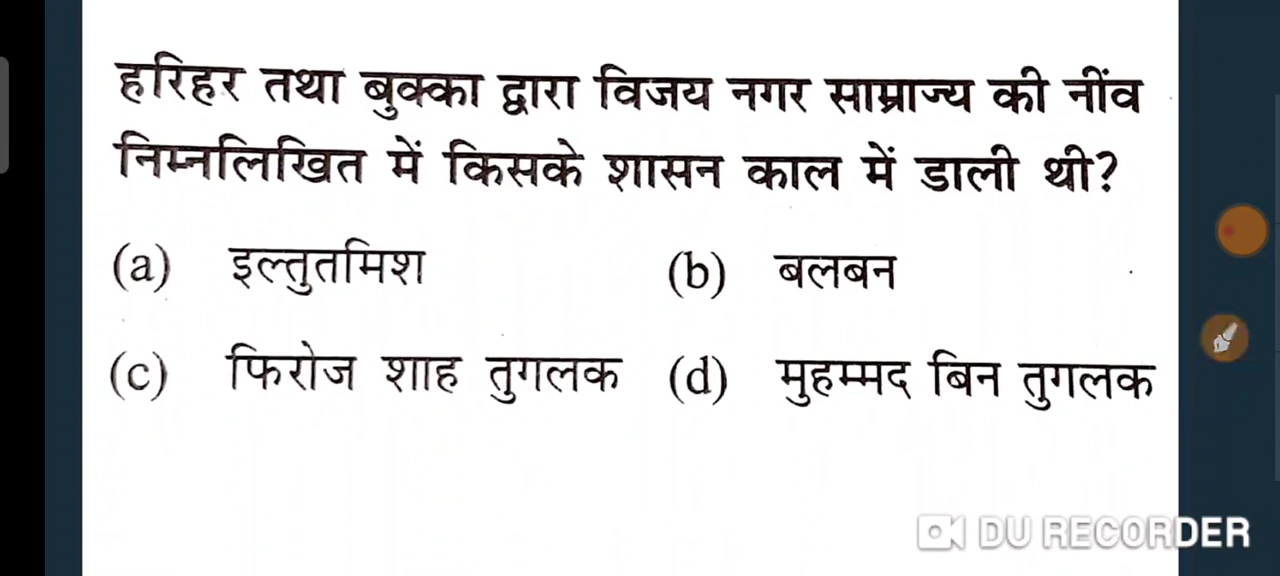 हरिहर तथा बुक्का द्वारा विजय नगर साम्राज्य की नींव
निम्नलिखित में किसके शासन काल में डाली थी?
(a) इल्तुतमिश (b) बलबन
(c) फिरोज शाह तुगलक (d) मुहम्मद बिन तुगलक
DU RECORDER